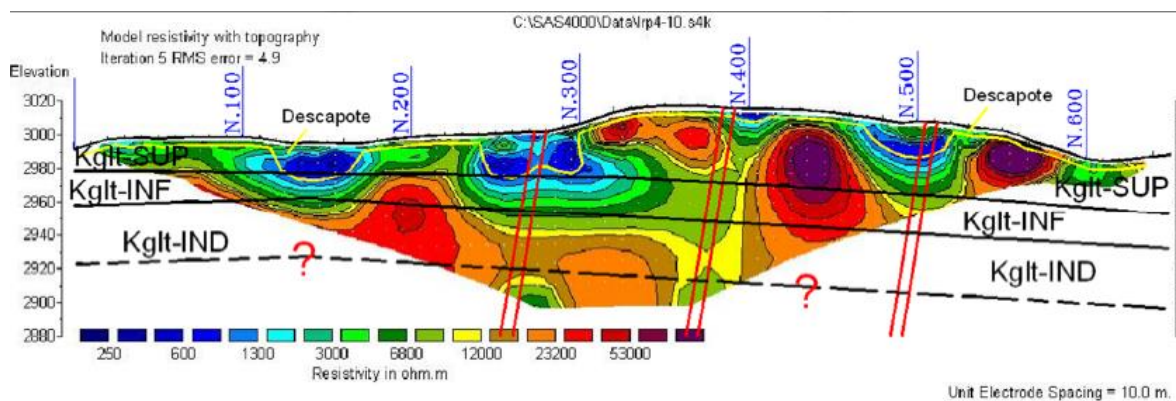 C:\SAS4000\Data\lrp4-10.s4k
Model resistivity with topography
Iteration 5 RMS error = 4.9
Elevation
N.100
N.200
N.300
N.400
N.500
N.600
Descapote
Descapote
3020
3000
2980
2960
2940
2920
2900
2880
Kglt-SUP
Kglt-INF
Kglt-IND
?
Kglt-SUP
Kglt-INF
Kglt-IND
?
250 600 1300 3000 6800 12000 23200 53000
Resistivity in ohm.m
Unit Electrode Spacing = 10.0 m.